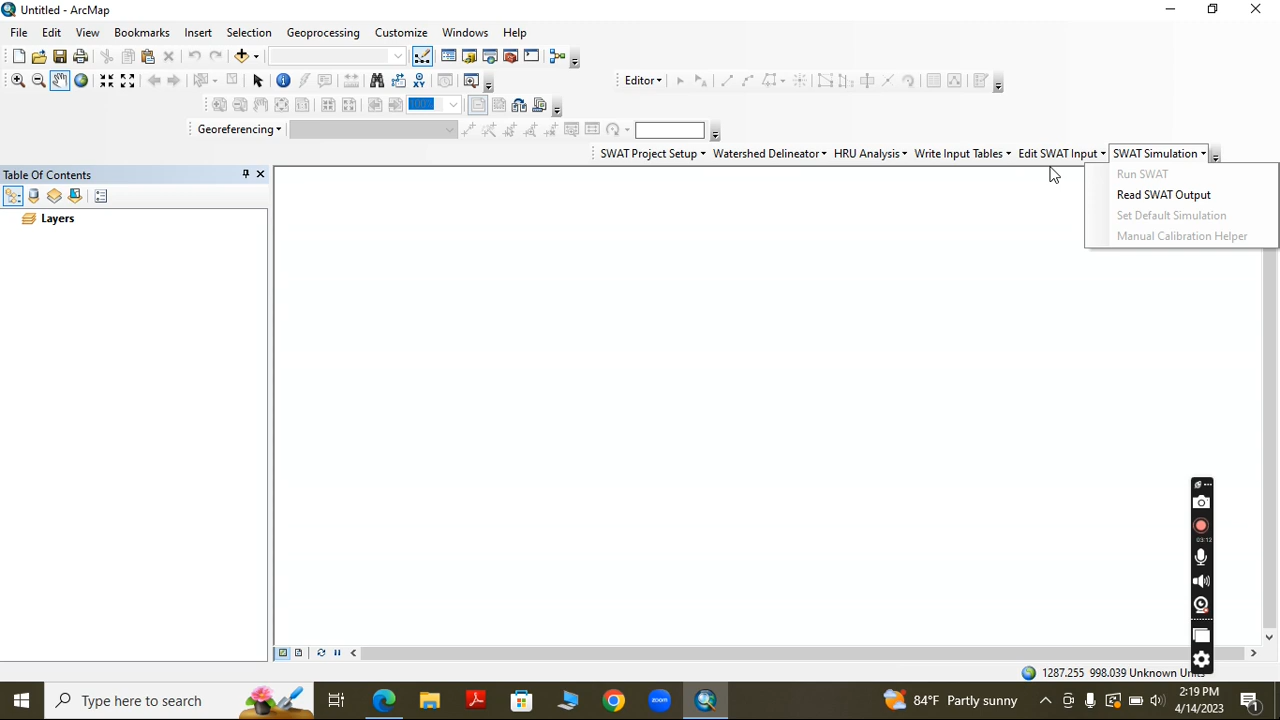 Untitled - ArcMap
File Edit View Bookmarks Insert Selection Geoprocessing Customize Windows Help
Editor
Georeferencing
SWAT Project Setup Watershed Delineator HRU Analysis Write Input Tables Edit SWAT Input SWAT Simulation
Table Of Contents
Run SWAT
Read SWAT Output
Layers
Set Default Simulation
Manual Calibration Helper
03:12
1287.255 998.039 Unknown Units
Type here to search
84°F Partly sunny
2:19 PM
4/14/2023
1